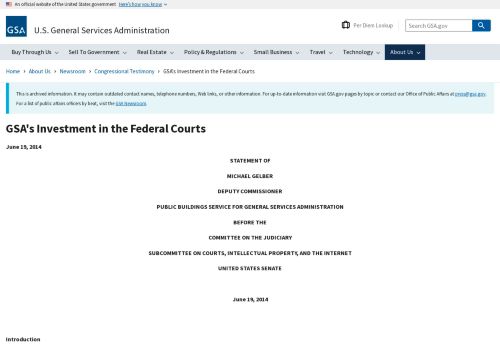 An official website of the United States government Here's how you know
GSA
U.S. General Services Administration
Per Diem Lookup
Search GSA.gov
Buy Through Us Sell To Government Real Estate Policy & Regulations Small Business Travel Technology About Us
Home › About Us › Newsroom › Congressional Testimony › GSA's Investment in the Federal Courts
This is archived information. It may contain outdated contact names, telephone numbers, Web links, or other information. For up-to-date information visit GSA.gov pages by topic or contact our Office of Public Affairs at press@gsa.gov.
For a list of public affairs officers by beat, visit the GSA Newsroom.
GSA's Investment in the Federal Courts
June 19, 2014
STATEMENT OF
MICHAEL GELBER
DEPUTY COMMISSIONER
PUBLIC BUILDINGS SERVICE FOR GENERAL SERVICES ADMINISTRATION
BEFORE THE
COMMITTEE ON THE JUDICIARY
SUBCOMMITTEE ON COURTS, INTELLECTUAL PROPERTY, AND THE INTERNET
UNITED STATES SENATE
June 19, 2014
Introduction